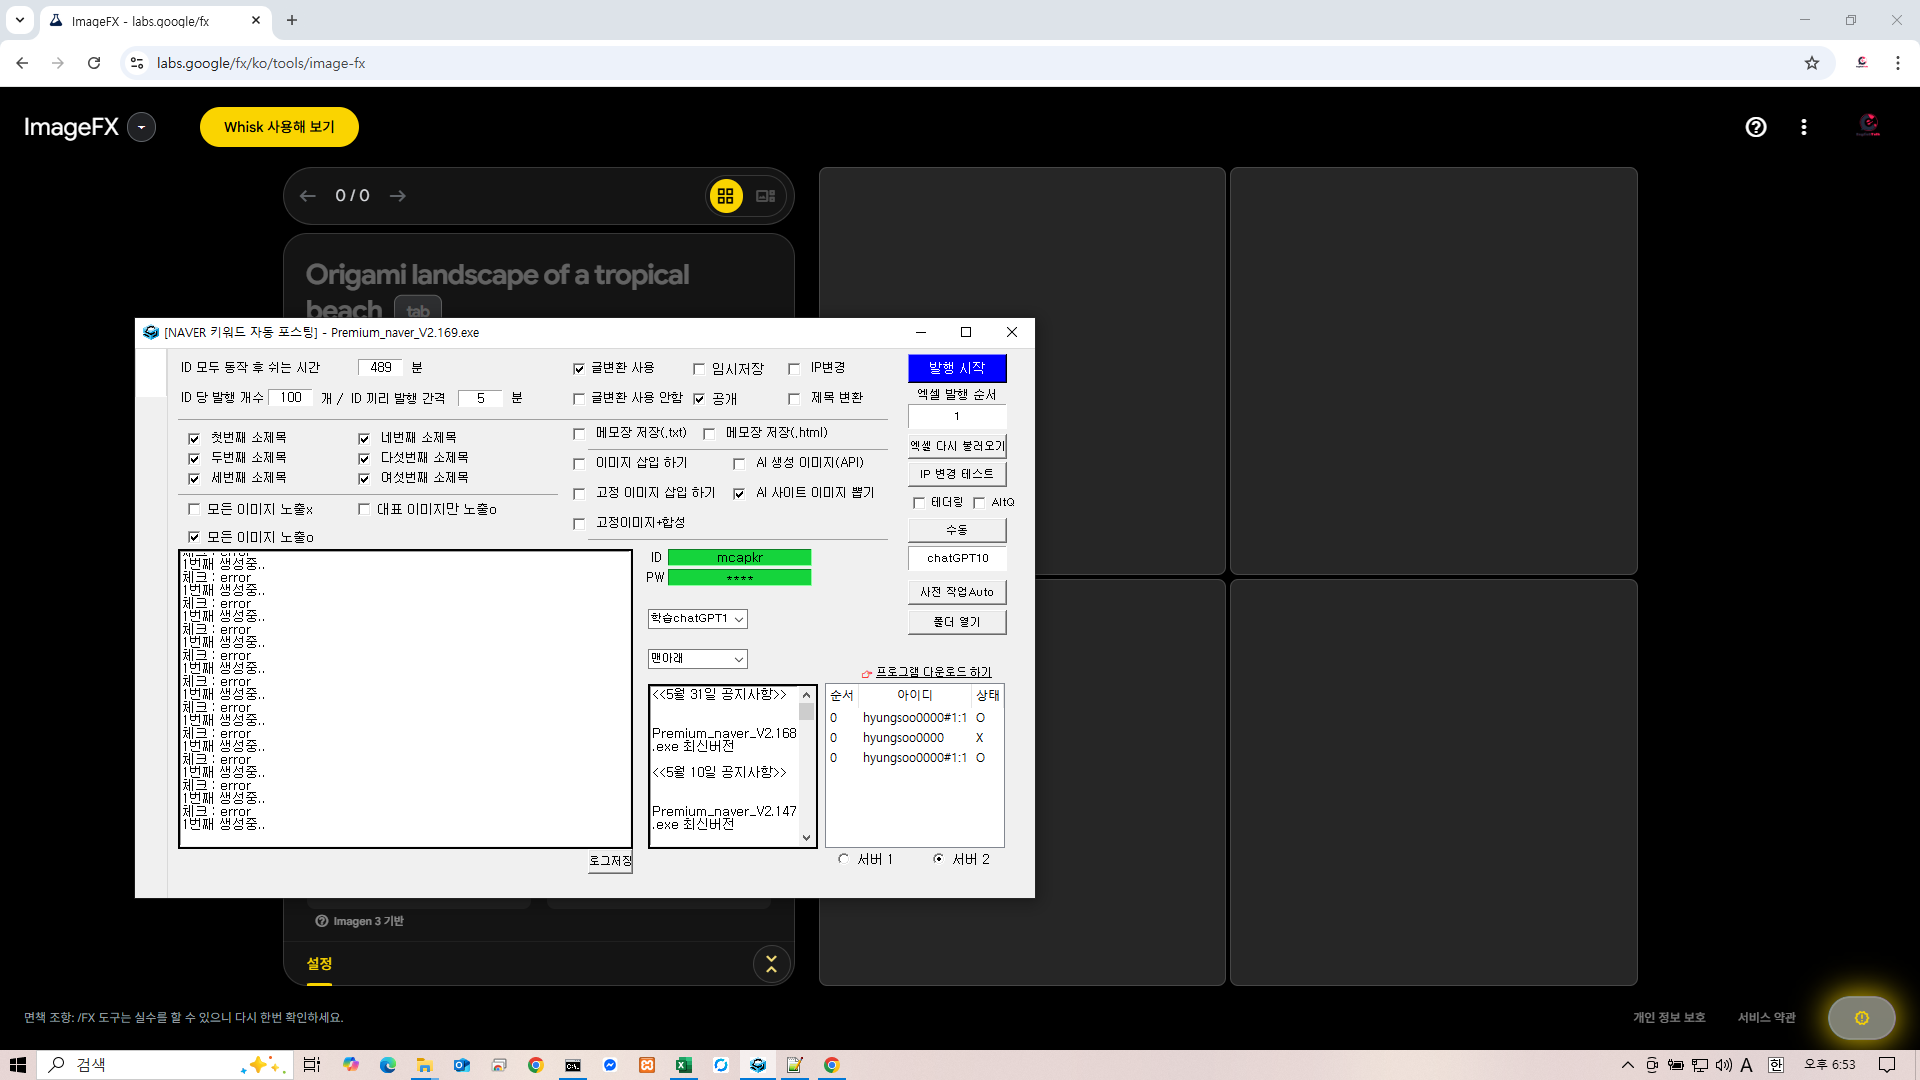 ImageFX - labs.google/fx
labs.google/fx/ko/tools/image-fx
ImageFX
Whisk 사용해 보기
0 / 0
Origami landscape of a tropical
beach tab
[NAVER 키워드 자동 포스팅] - Premium_naver_V2.169.exe
ID 모두 동작 후 쉬는 시간 489 분
ID 당 발행 개수 100 개 / ID 끼리 발행 간격 5 분
글변환 사용 임시저장 IP변경
글변환 사용 안함 공개 제목 변환
발행 시작
엑셀 발행 순서
1
엑셀 다시 불러오기
IP 변경 테스트
테더링 AltQ
수동
chatGPT10
사전 작업Auto
폴더 열기
첫번째 소제목 네번째 소제목
두번째 소제목 다섯번째 소제목
세번째 소제목 여섯번째 소제목
모든 이미지 노출x 대표 이미지만 노출o
모든 이미지 노출o
메모장 저장(.txt) 메모장 저장(.html)
이미지 삽입 하기 AI 생성 이미지(API)
고정 이미지 삽입 하기 AI 사이트 이미지 뽑기
고정이미지+합성
체크 : error
1번째 생성중..
체크 : error
1번째 생성중..
체크 : error
1번째 생성중..
체크 : error
1번째 생성중..
체크 : error
1번째 생성중..
체크 : error
1번째 생성중..
체크 : error
1번째 생성중..
체크 : error
1번째 생성중..
체크 : error
1번째 생성중..
체크 : error
1번째 생성중..
체크 : error
1번째 생성중..
로그저장
ID mcapkr
PW ****
학습chatGPT1
맨아래
<<5월 31일 공지사항>>
Premium_naver_V2.168
.exe 최신버전
<<5월 10일 공지사항>>
Premium_naver_V2.147
.exe 최신버전
프로그램 다운로드 하기
순서 아이디 상태
0 hyungsoo0000#1:1 O
0 hyungsoo0000 X
0 hyungsoo0000#1:1 O
서버 1 서버 2
Imagen 3 기반
설정
면책 조항: /FX 도구는 실수를 할 수 있으니 다시 한번 확인하세요.
개인 정보 보호 서비스 약관
검색
A 한 오후 6:53